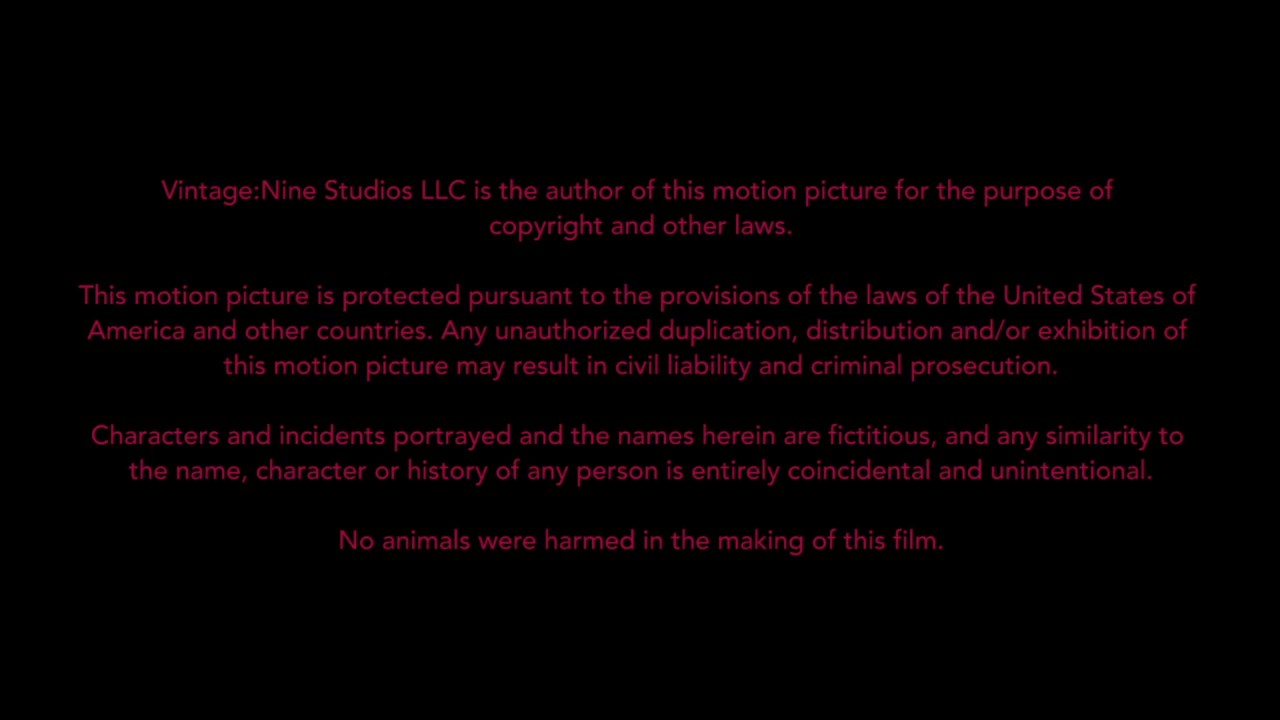 Vintage:Nine Studios LLC is the author of this motion picture for the purpose of
copyright and other laws.
This motion picture is protected pursuant to the provisions of the laws of the United States of
America and other countries. Any unauthorized duplication, distribution and/or exhibition of
this motion picture may result in civil liability and criminal prosecution.
Characters and incidents portrayed and the names herein are fictitious, and any similarity to
the name, character or history of any person is entirely coincidental and unintentional.
No animals were harmed in the making of this film.